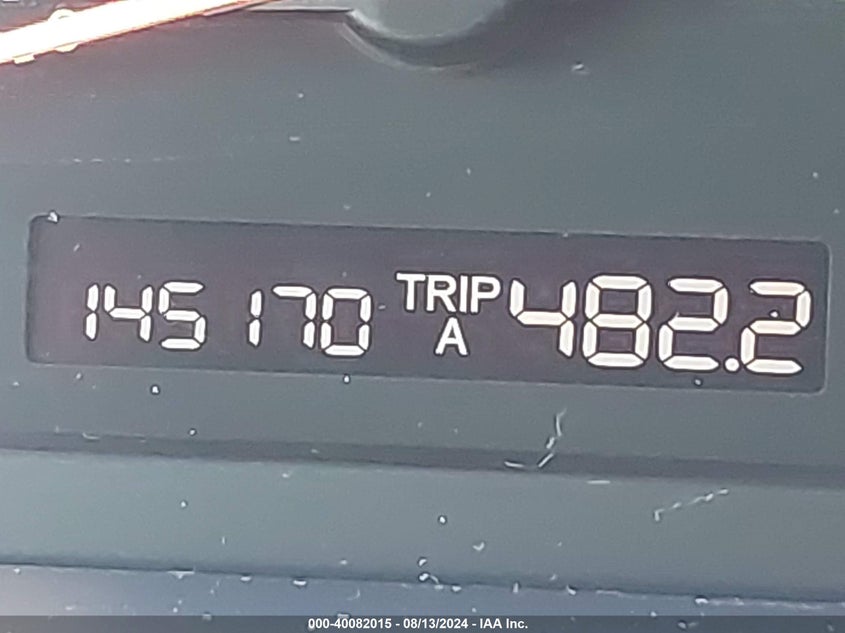 145170 TRIP A 482.2
000-40082015 - 08/13/2024 - IAA Inc.